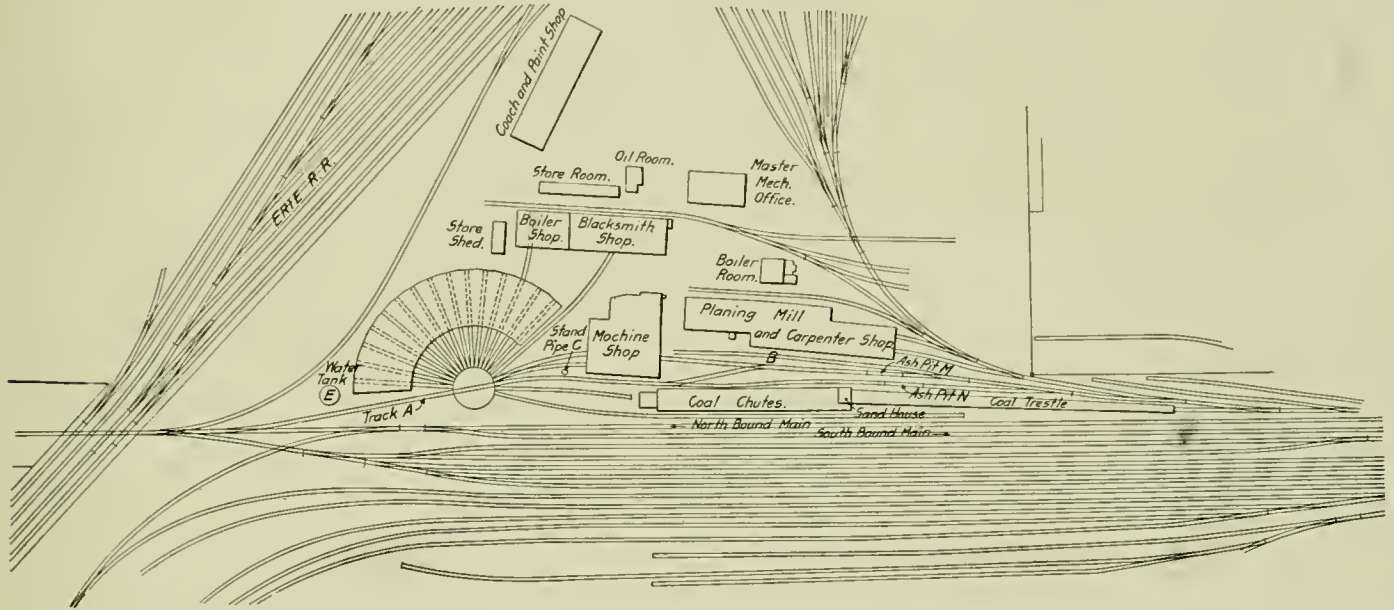 Coach and Paint Shop
ERIE R.R.
Oil Room.
Store Room.
Master
Mech.
Office.
Store
Shed.
Boiler
Shop.
Blacksmith
Shop.
Boiler
Room.
Planing Mill
and Carpenter Shop
Stand
Pipe C
Machine
Shop
B
Ash Pit M
Water
Tank
E
Track A
Ash Pit N
Coal Chutes.
Coal Trestle
Sand House
North Bound Main
South Bound Main